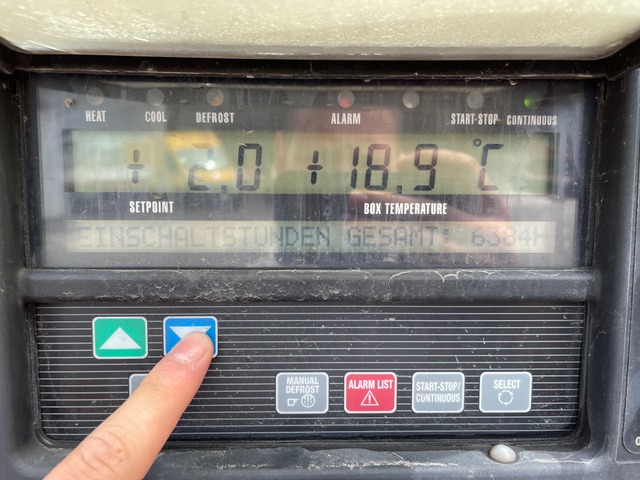 HEAT COOL DEFROST ALARM START-STOP CONTINUOUS
+ 2.0 +18.9 °C
SETPOINT BOX TEMPERATURE
EINSCHALTSTUNDEN GESAMT: 6384H
MANUAL DEFROST
ALARM LIST
START-STOP/ CONTINUOUS
SELECT